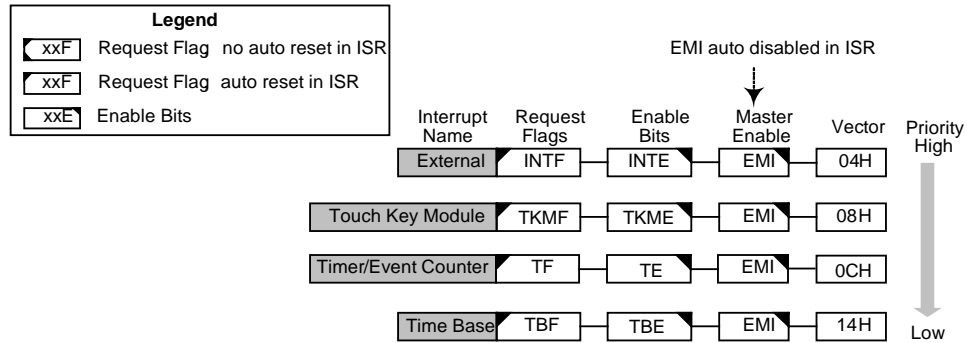 Legend
xxF Request Flag no auto reset in ISR
xxF Request Flag auto reset in ISR
xxE Enable Bits
EMI auto disabled in ISR
Interrupt Name Request Flags Enable Bits Master Enable Vector Priority
High
External INTF INTE EMI 04H
Touch Key Module TKMF TKME EMI 08H
Timer/Event Counter TF TE EMI 0CH
Time Base TBF TBE EMI 14H
Low